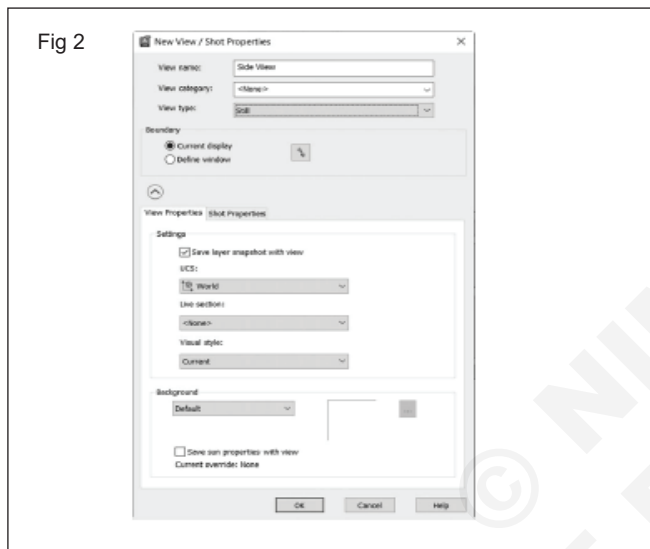 Fig 2
New View / Shot Properties
View name: Side View
View category: <None>
View type: Still
Boundary
Current display
Define window
View Properties Shot Properties
Settings
Save layer snapshot with view
UCS:
World
Live section:
<None>
Visual style:
Current
Background
Default
...
Save sun properties with view
Current override: None
OK Cancel Help
©